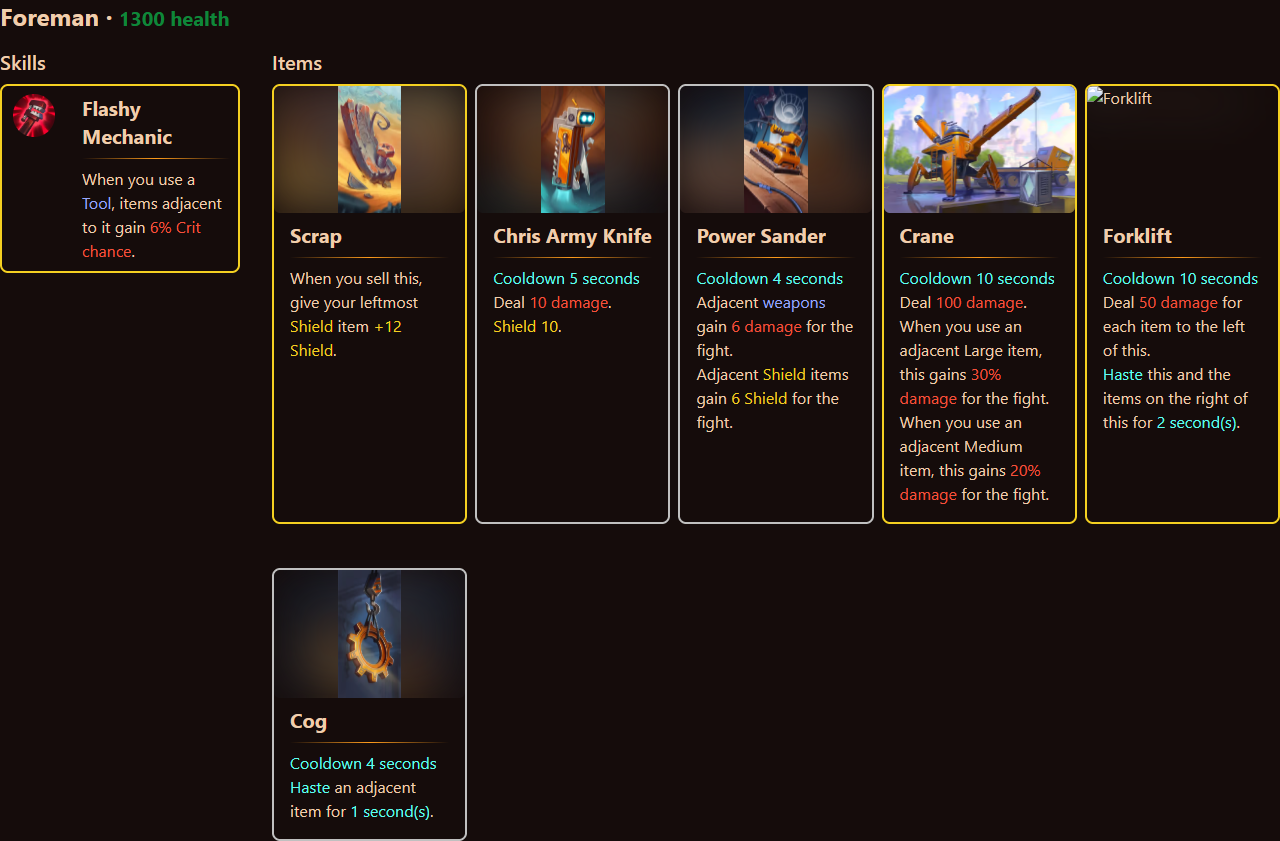 Foreman · 1300 health
Skills
Items
Flashy
Mechanic
When you use a
Tool, items adjacent
to it gain 6% Crit
chance.
Scrap
When you sell this,
give your leftmost
Shield item +12
Shield.
Chris Army Knife
Cooldown 5 seconds
Deal 10 damage.
Shield 10.
Power Sander
Cooldown 4 seconds
Adjacent weapons
gain 6 damage for the
fight.
Adjacent Shield items
gain 6 Shield for the
fight.
Crane
Cooldown 10 seconds
Deal 100 damage.
When you use an
adjacent Large item,
this gains 30%
damage for the fight.
When you use an
adjacent Medium
item, this gains 20%
damage for the fight.
Forklift
Forklift
Cooldown 10 seconds
Deal 50 damage for
each item to the left
of this.
Haste this and the
items on the right of
this for 2 second(s).
Cog
Cooldown 4 seconds
Haste an adjacent
item for 1 second(s).